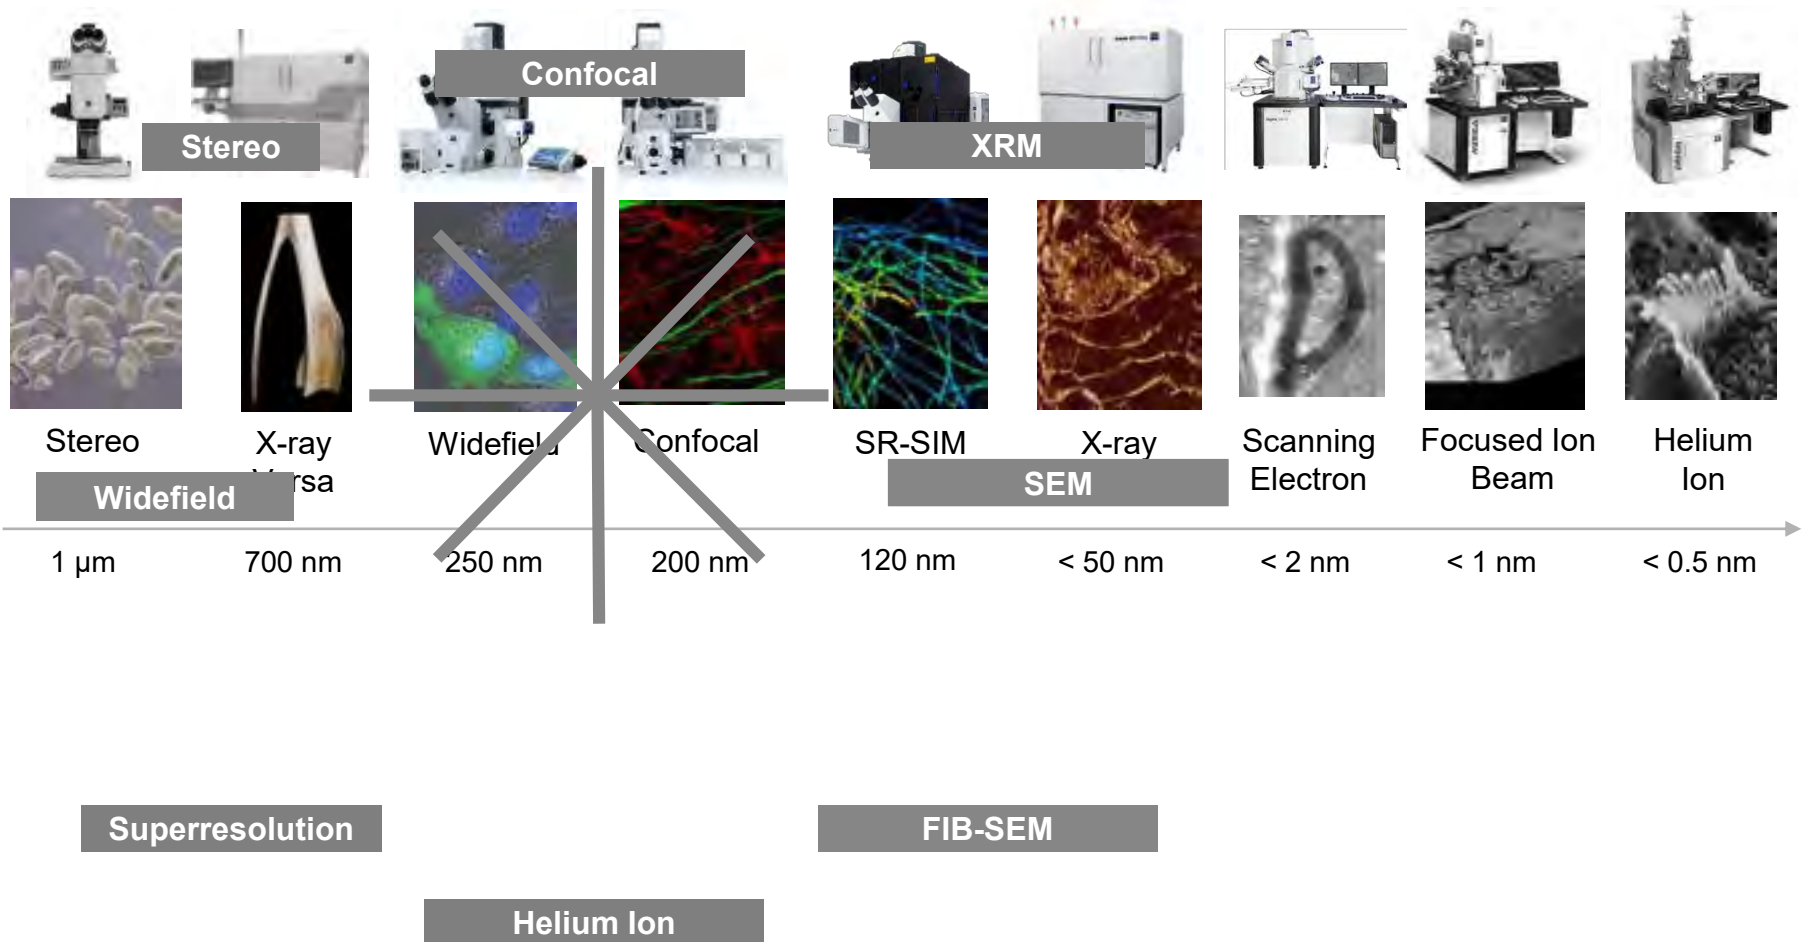 Confocal
Stereo
XRM
Stereo
X-ray
rsa
Widefield
Confocal
SR-SIM
X-ray
Scanning
Electron
Focused Ion
Beam
Helium
Ion
Widefield
SEM
1 µm
700 nm
250 nm
200 nm
120 nm
< 50 nm
< 2 nm
< 1 nm
< 0.5 nm
Superresolution
FIB-SEM
Helium Ion